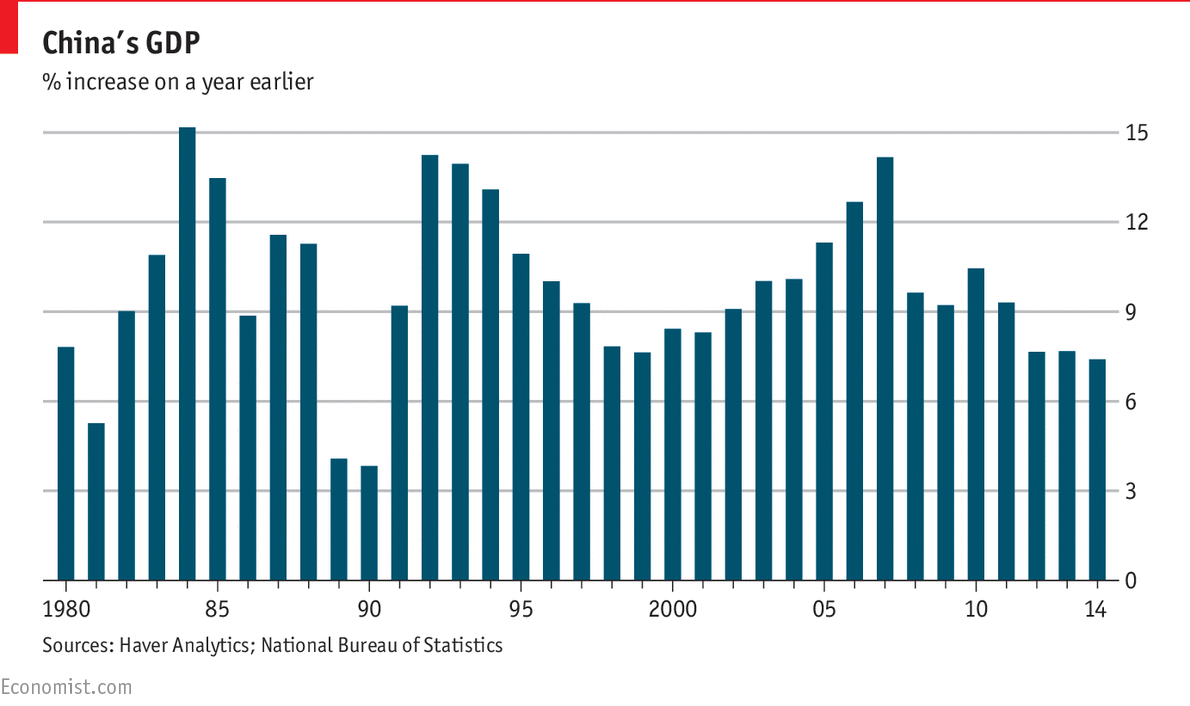 China's GDP
% increase on a year earlier
15
12
9
6
3
0
1980 85 90 95 2000 05 10 14
Sources: Haver Analytics; National Bureau of Statistics
Economist.com